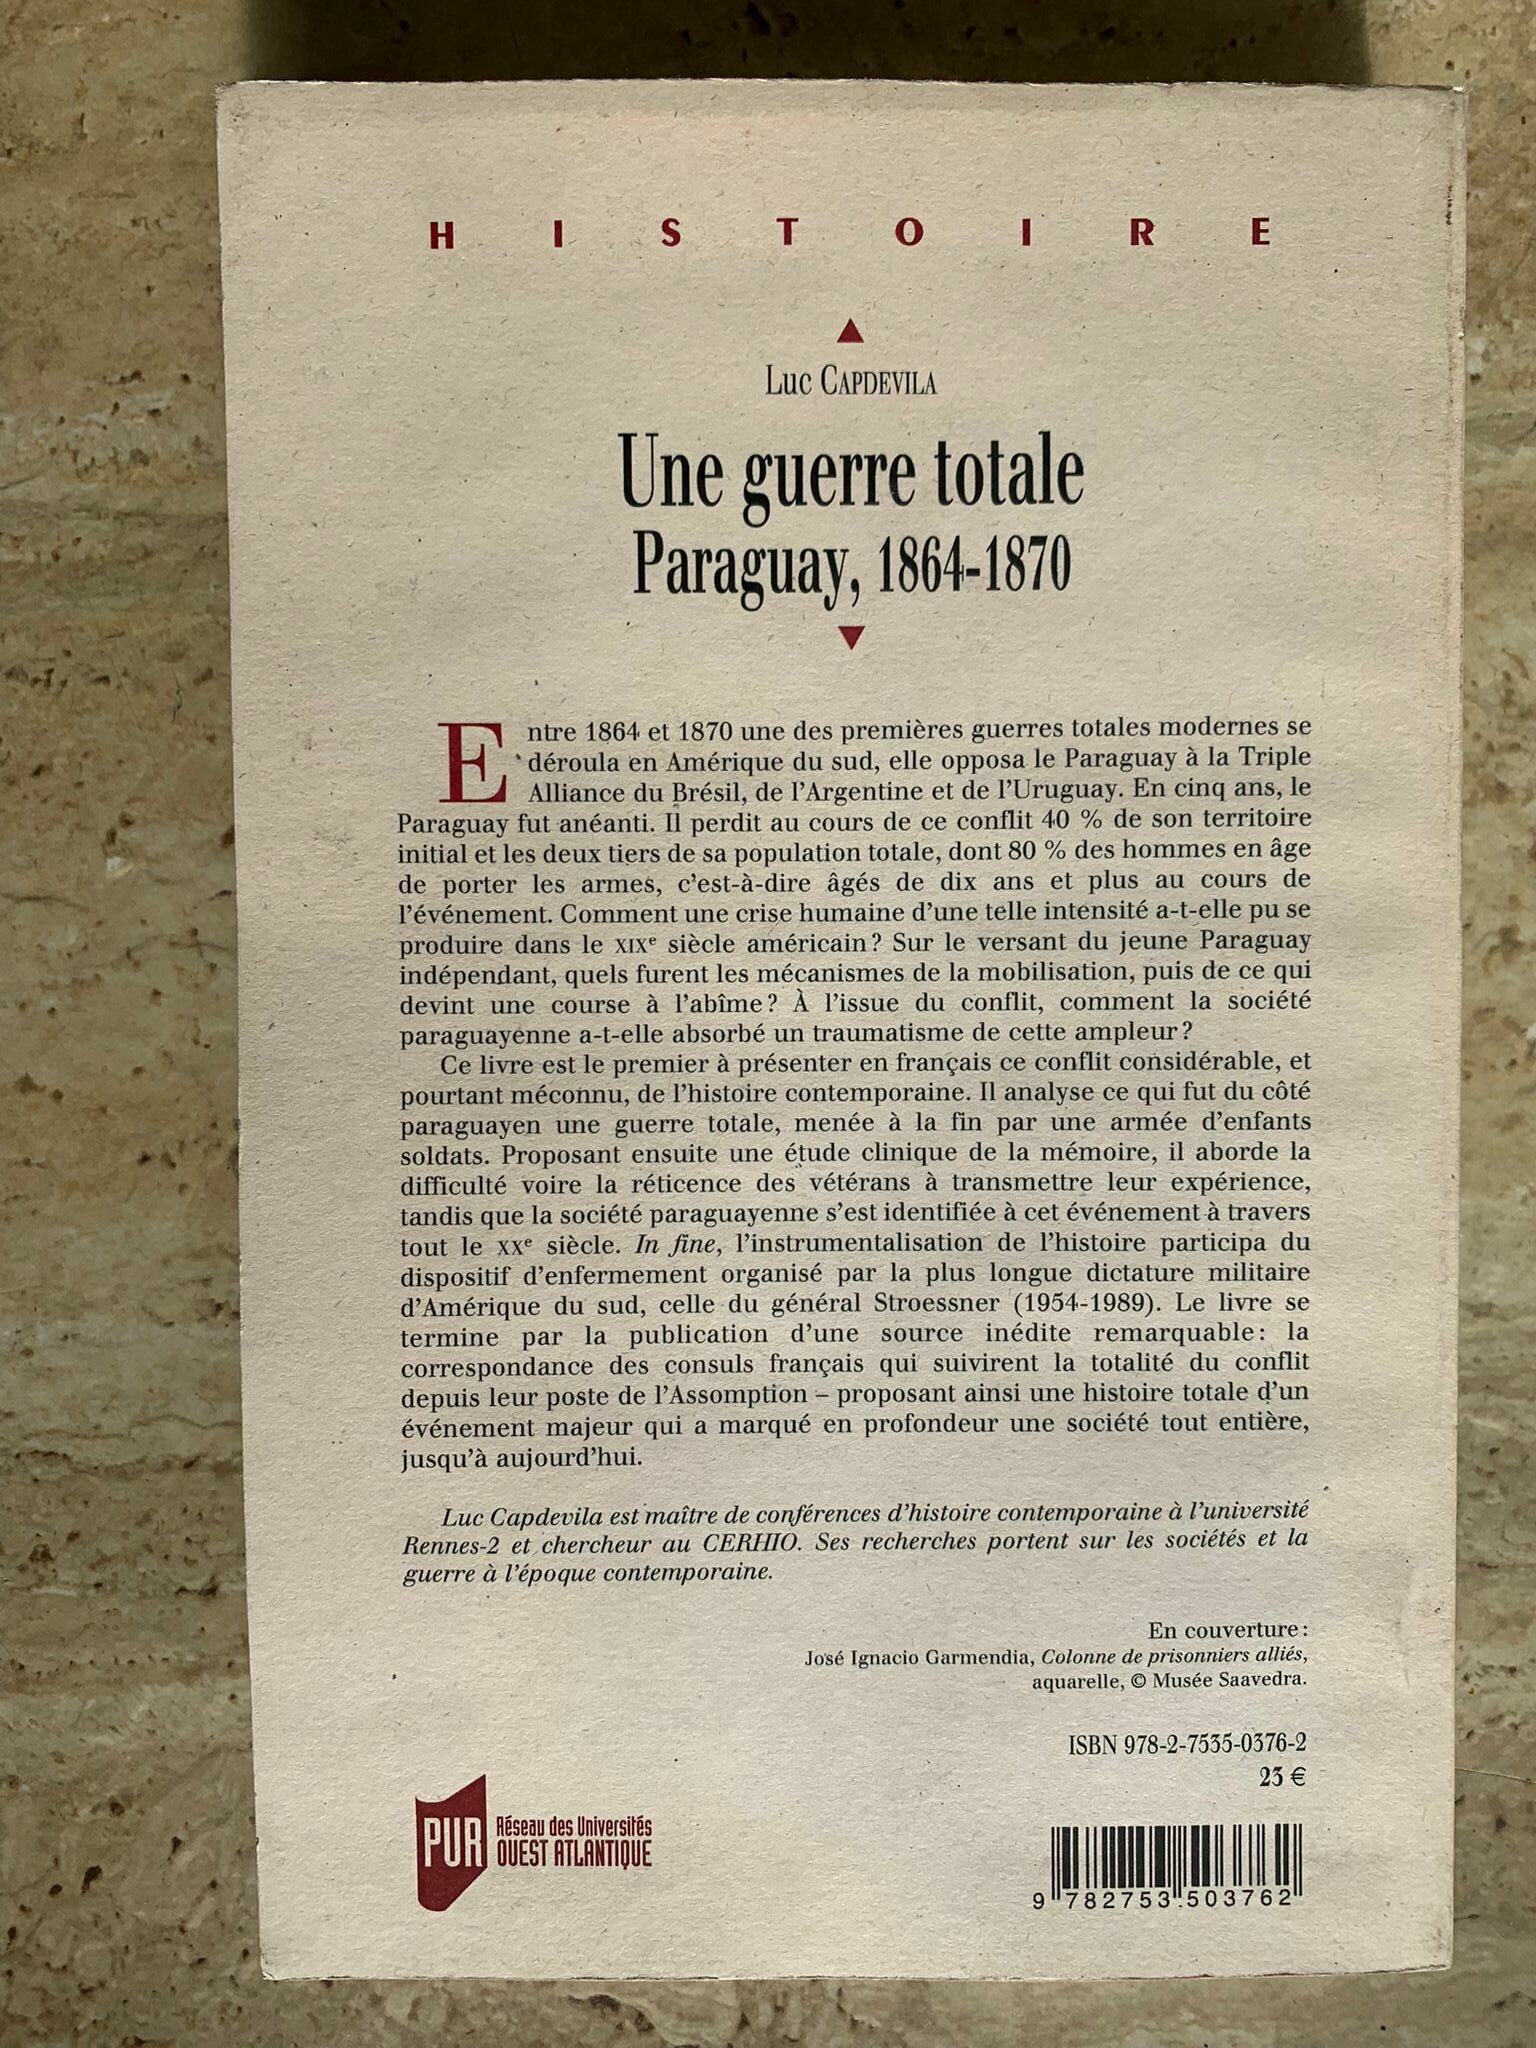 HISTOIRE
Luc CAPDEVILA
Une guerre totale
Paraguay, 1864-1870
Entre 1864 et 1870 une des premières guerres totales modernes se
déroula en Amérique du sud, elle opposa le Paraguay à la Triple
Alliance du Brésil, de l'Argentine et de l'Uruguay. En cinq ans, le
Paraguay fut anéanti. Il perdit au cours de ce conflit 40 % de son territoire
initial et les deux tiers de sa population totale, dont 80 % des hommes en âge
de porter les armes, c'est-à-dire âgés de dix ans et plus au cours de
l'événement. Comment une crise humaine d'une telle intensité a-t-elle pu se
produire dans le XIXe siècle américain ? Sur le versant du jeune Paraguay
indépendant, quels furent les mécanismes de la mobilisation, puis de ce qui
devint une course à l'abîme ? À l'issue du conflit, comment la société
paraguayenne a-t-elle absorbé un traumatisme de cette ampleur ?
Ce livre est le premier à présenter en français ce conflit considérable, et
pourtant méconnu, de l'histoire contemporaine. Il analyse ce qui fut du côté
paraguayen une guerre totale, menée à la fin par une armée d'enfants
soldats. Proposant ensuite une étude clinique de la mémoire, il aborde la
difficulté voire la réticence des vétérans à transmettre leur expérience,
tandis que la société paraguayenne s'est identifiée à cet événement à travers
tout le XXe siècle. In fine, l'instrumentalisation de l'histoire participa du
dispositif d'enfermement organisé par la plus longue dictature militaire
d'Amérique du sud, celle du général Stroessner (1954-1989). Le livre se
termine par la publication d'une source inédite remarquable : la
correspondance des consuls français qui suivirent la totalité du conflit
depuis leur poste de l'Assomption – proposant ainsi une histoire totale d'un
événement majeur qui a marqué en profondeur une société tout entière,
jusqu'à aujourd'hui.
Luc Capdevila est maître de conférences d'histoire contemporaine à l'université
Rennes-2 et chercheur au CERHIO. Ses recherches portent sur les sociétés et la
guerre à l'époque contemporaine.
En couverture :
José Ignacio Garmendia, Colonne de prisonniers alliés,
aquarelle, © Musée Saavedra.
ISBN 978-2-7535-0376-2
23 €
PUR
Réseau des Universités
OUEST ATLANTIQUE
9 782753 503762